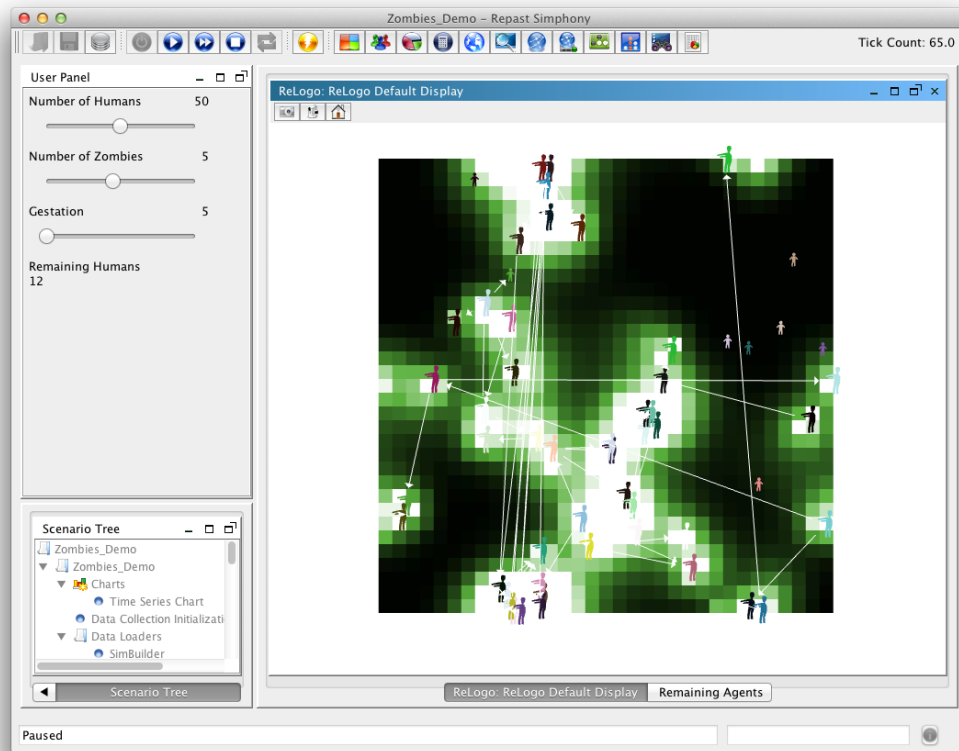 Zombies_Demo – Repast Simphony
Tick Count: 65.0
User Panel
Number of Humans 50
Number of Zombies 5
Gestation 5
Remaining Humans
12
ReLogo: ReLogo Default Display
Scenario Tree
Zombies_Demo
Zombies_Demo
Charts
Time Series Chart
Data Collection Initializati
Data Loaders
SimBuilder
Scenario Tree
ReLogo: ReLogo Default Display
Remaining Agents
Paused